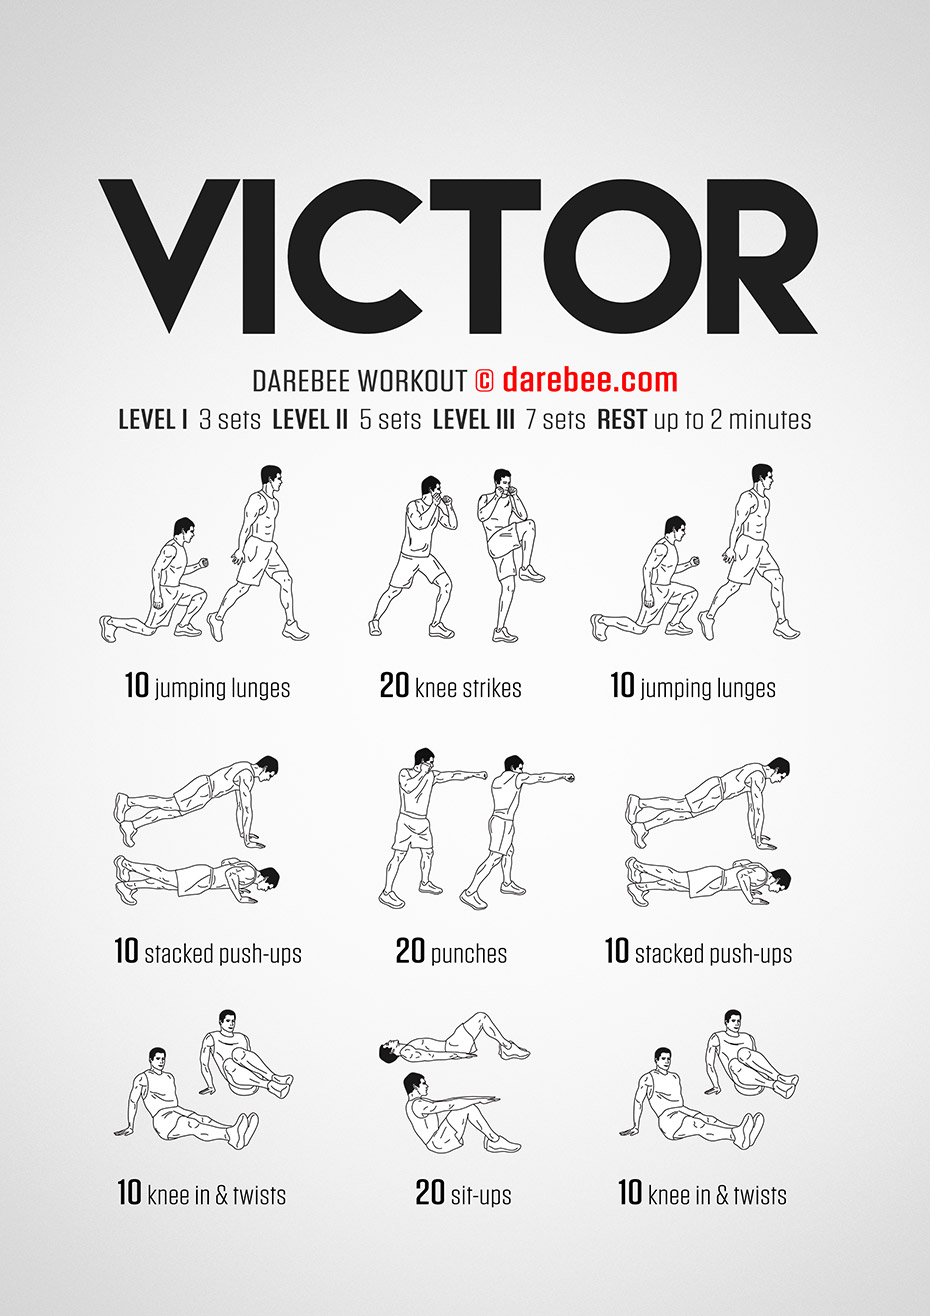 VICTOR
DAREBEE WORKOUT © darebee.com
LEVEL I 3 sets LEVEL II 5 sets LEVEL III 7 sets REST up to 2 minutes
10 jumping lunges
20 knee strikes
10 jumping lunges
10 stacked push-ups
20 punches
10 stacked push-ups
10 knee in & twists
20 sit-ups
10 knee in & twists